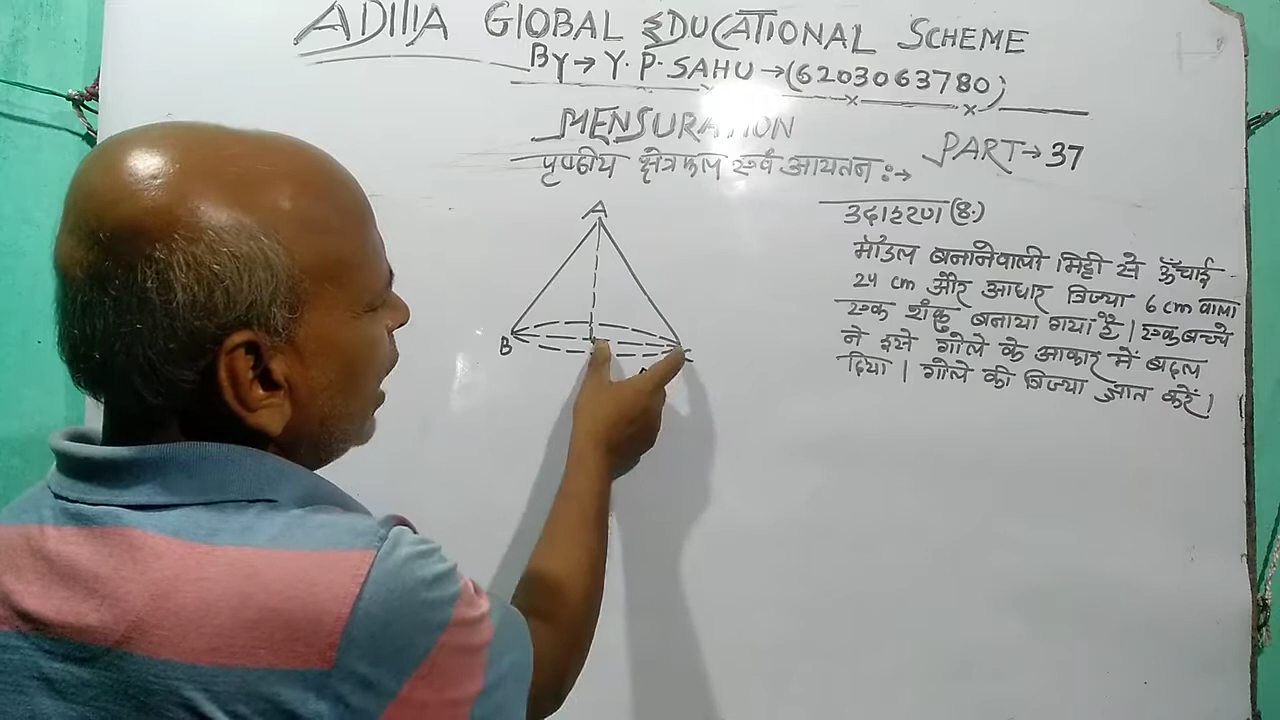 ADITIA GLOBAL EDUCATIONAL SCHEME
BY→ Y. P. SAHU →(6203063780)
MENSURATION
PART→37
पृष्ठीय क्षेत्रफल एवं आयतन :→
उदाहरण (8.)
मॉडल बनानेवाली मिट्टी से ऊँचाई
24 cm और आधार त्रिज्या 6 cm वाला
एक शंकु बनाया गया है। एक बच्चे
ने इसे गोले के आकार में बदल
दिया। गोले की त्रिज्या ज्ञात करें।
A
B